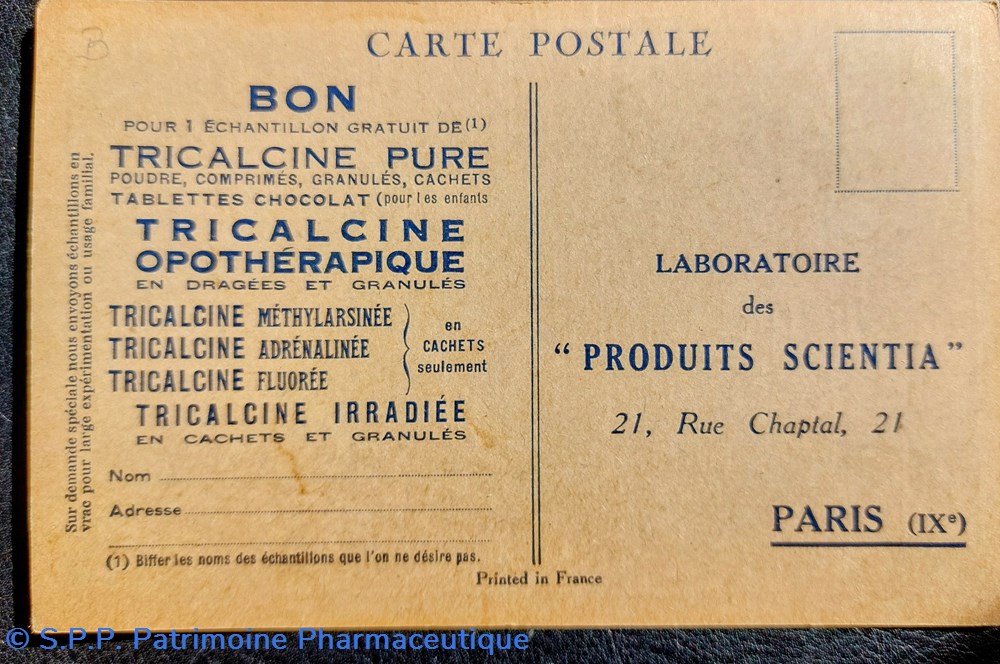 CARTE POSTALE
BON
POUR 1 ÉCHANTILLON GRATUIT DE (1)
TRICALCINE PURE
POUDRE, COMPRIMÉS, GRANULÉS, CACHETS
TABLETTES CHOCOLAT (pour les enfants
TRICALCINE
OPOTHÉRAPIQUE
EN DRAGÉES ET GRANULÉS
TRICALCINE MÉTHYLARSINÉE
TRICALCINE ADRÉNALINÉE
TRICALCINE FLUORÉE
en
CACHETS
seulement
TRICALCINE IRRADIÉE
EN CACHETS ET GRANULÉS
Nom
Adresse
(1) Biffer les noms des échantillons que l'on ne désire pas.
Sur demande spéciale nous envoyons échantillons en
vrac pour large expérimentation ou usage familial.
LABORATOIRE
des
"PRODUITS SCIENTIA"
21, Rue Chaptal, 21
PARIS (IXe)
Printed in France
© S.P.P. Patrimoine Pharmaceutique